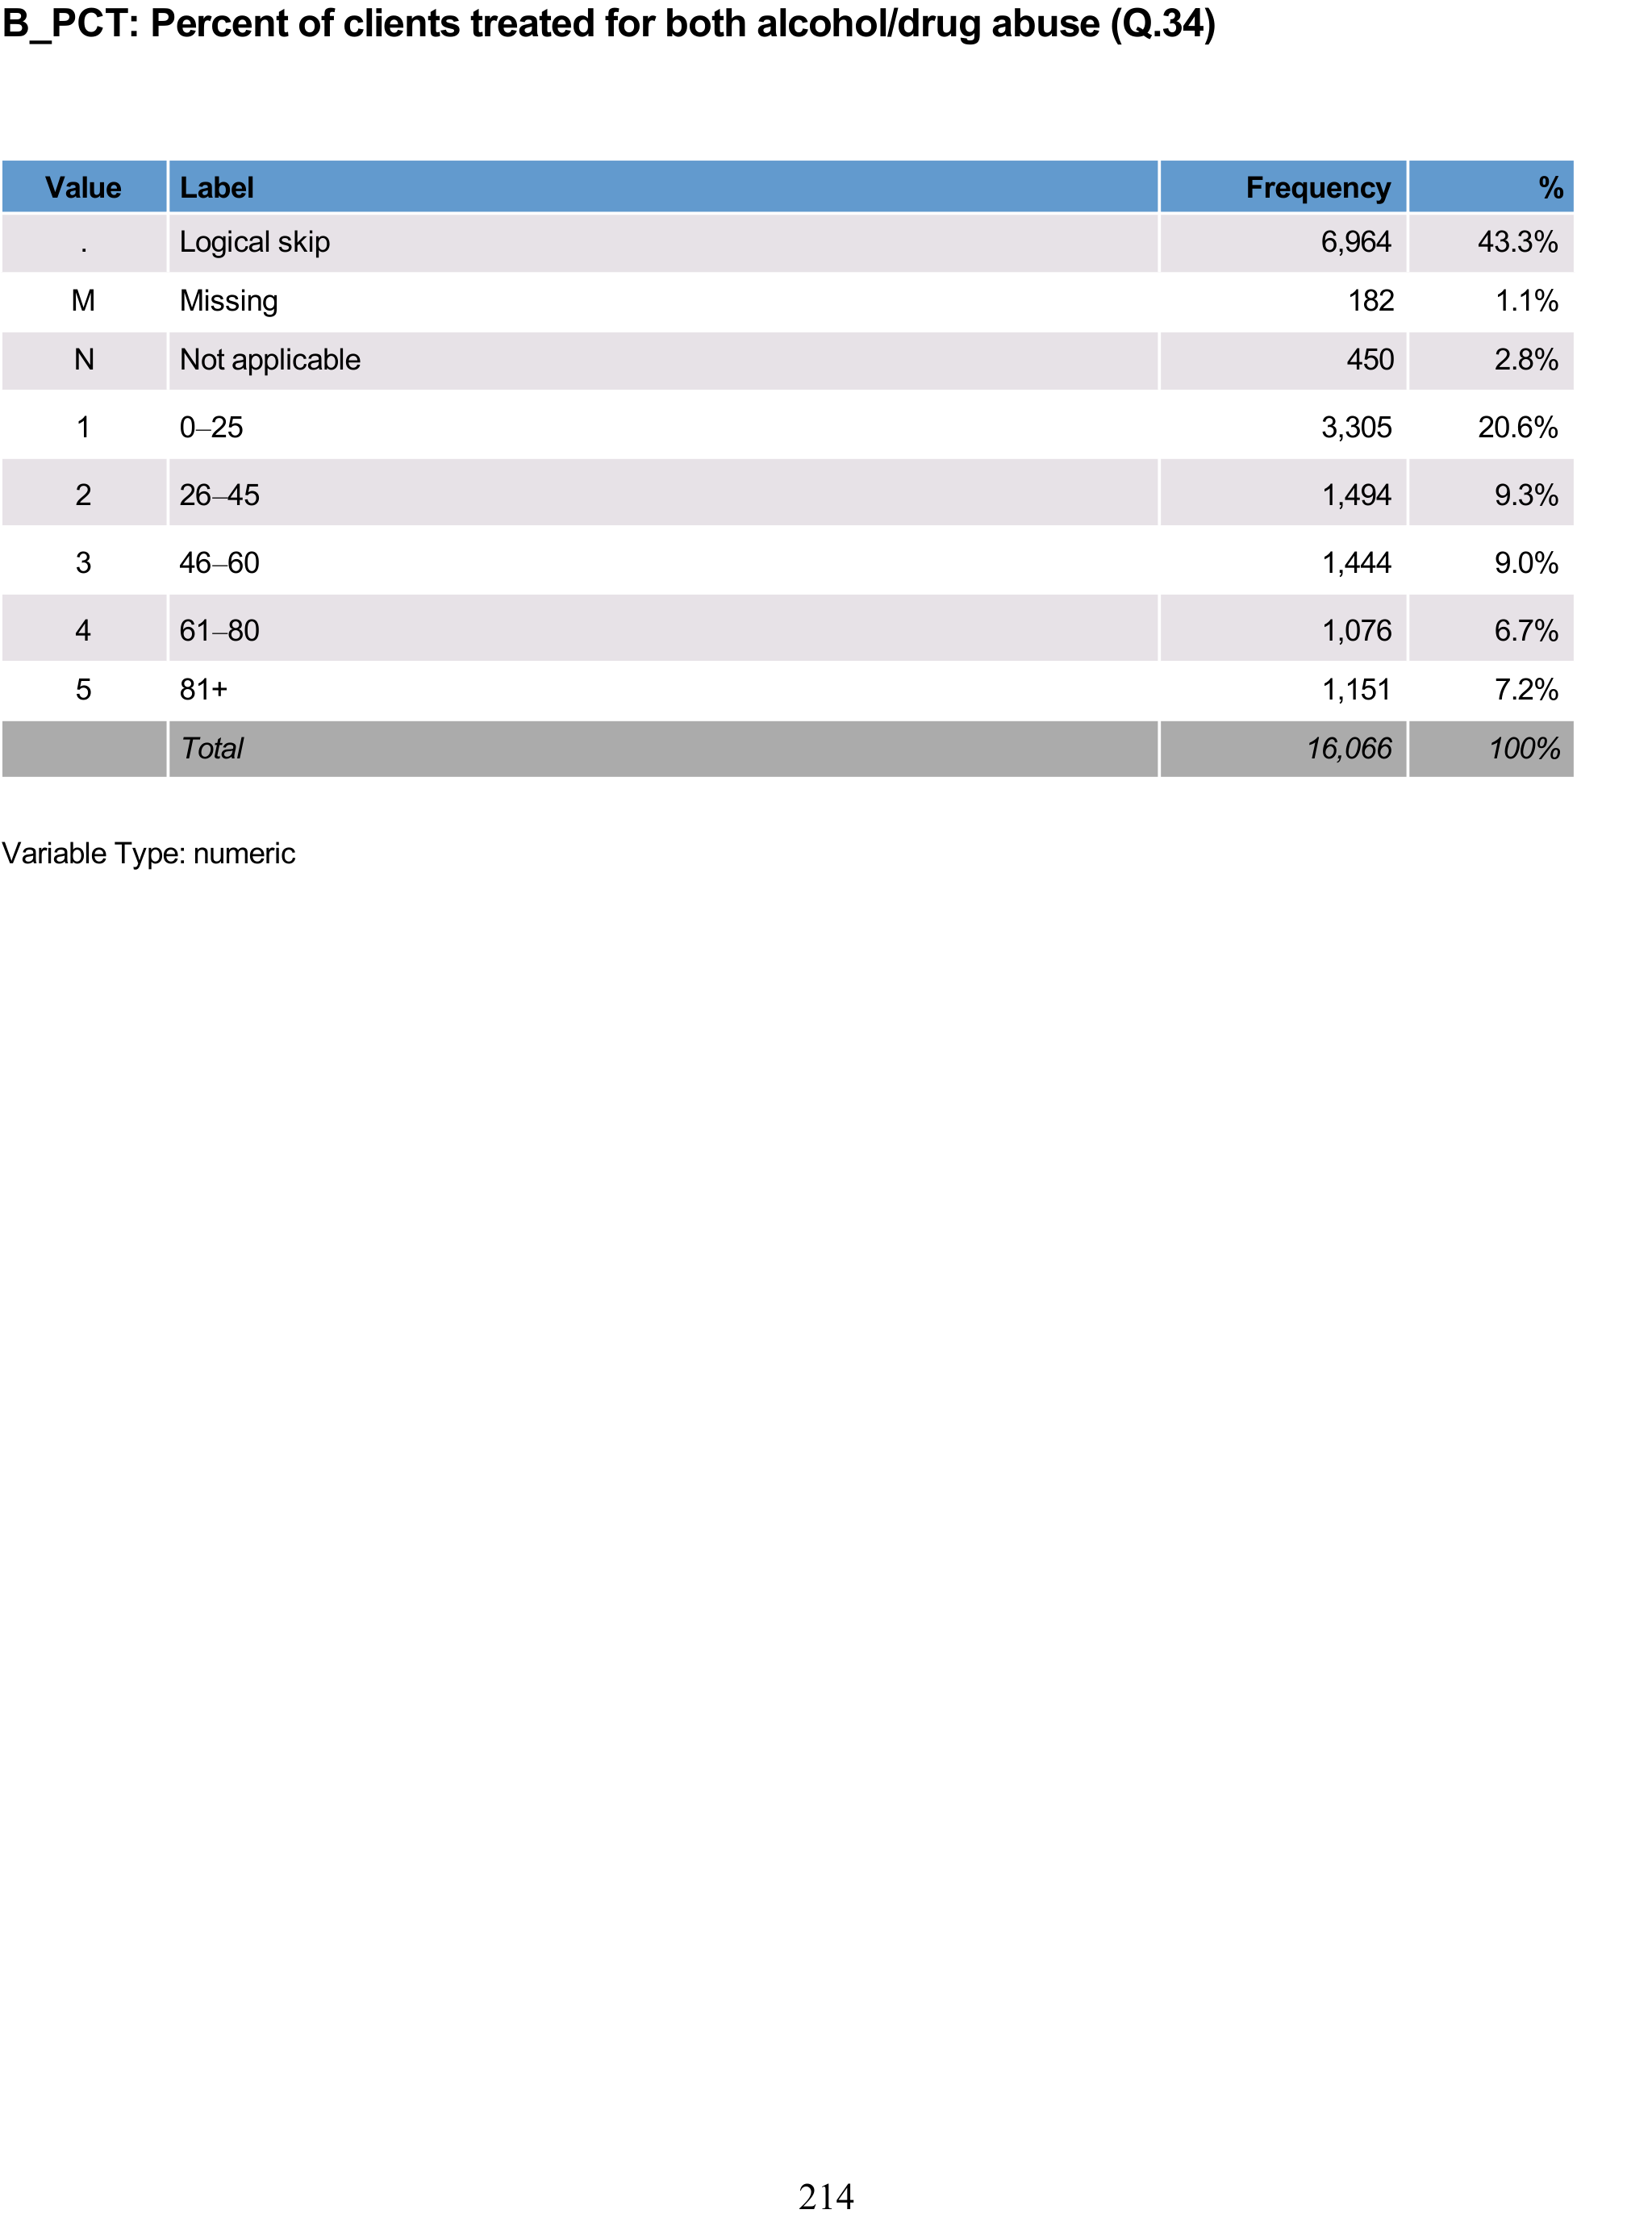 B_PCT: Percent of clients treated for both alcohol/drug abuse (Q.34)
Value Label Frequency %
. Logical skip 6,964 43.3%
M Missing 182 1.1%
N Not applicable 450 2.8%
1 0–25 3,305 20.6%
2 26–45 1,494 9.3%
3 46–60 1,444 9.0%
4 61–80 1,076 6.7%
5 81+ 1,151 7.2%
Total 16,066 100%
Variable Type: numeric
214